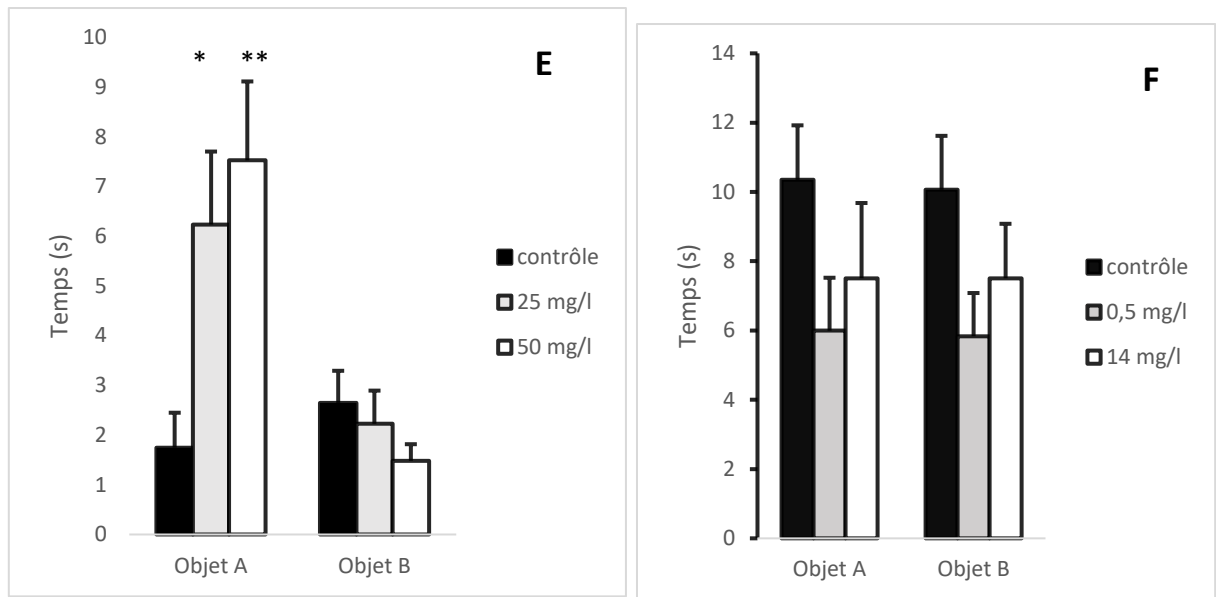 E
* **
10
9
8
7
6
5
4
3
2
1
0
Temps (s)
Objet A Objet B
contrôle
25 mg/l
50 mg/l
F
14
12
10
8
6
4
2
0
Temps (s)
Objet A Objet B
contrôle
0,5 mg/l
14 mg/l